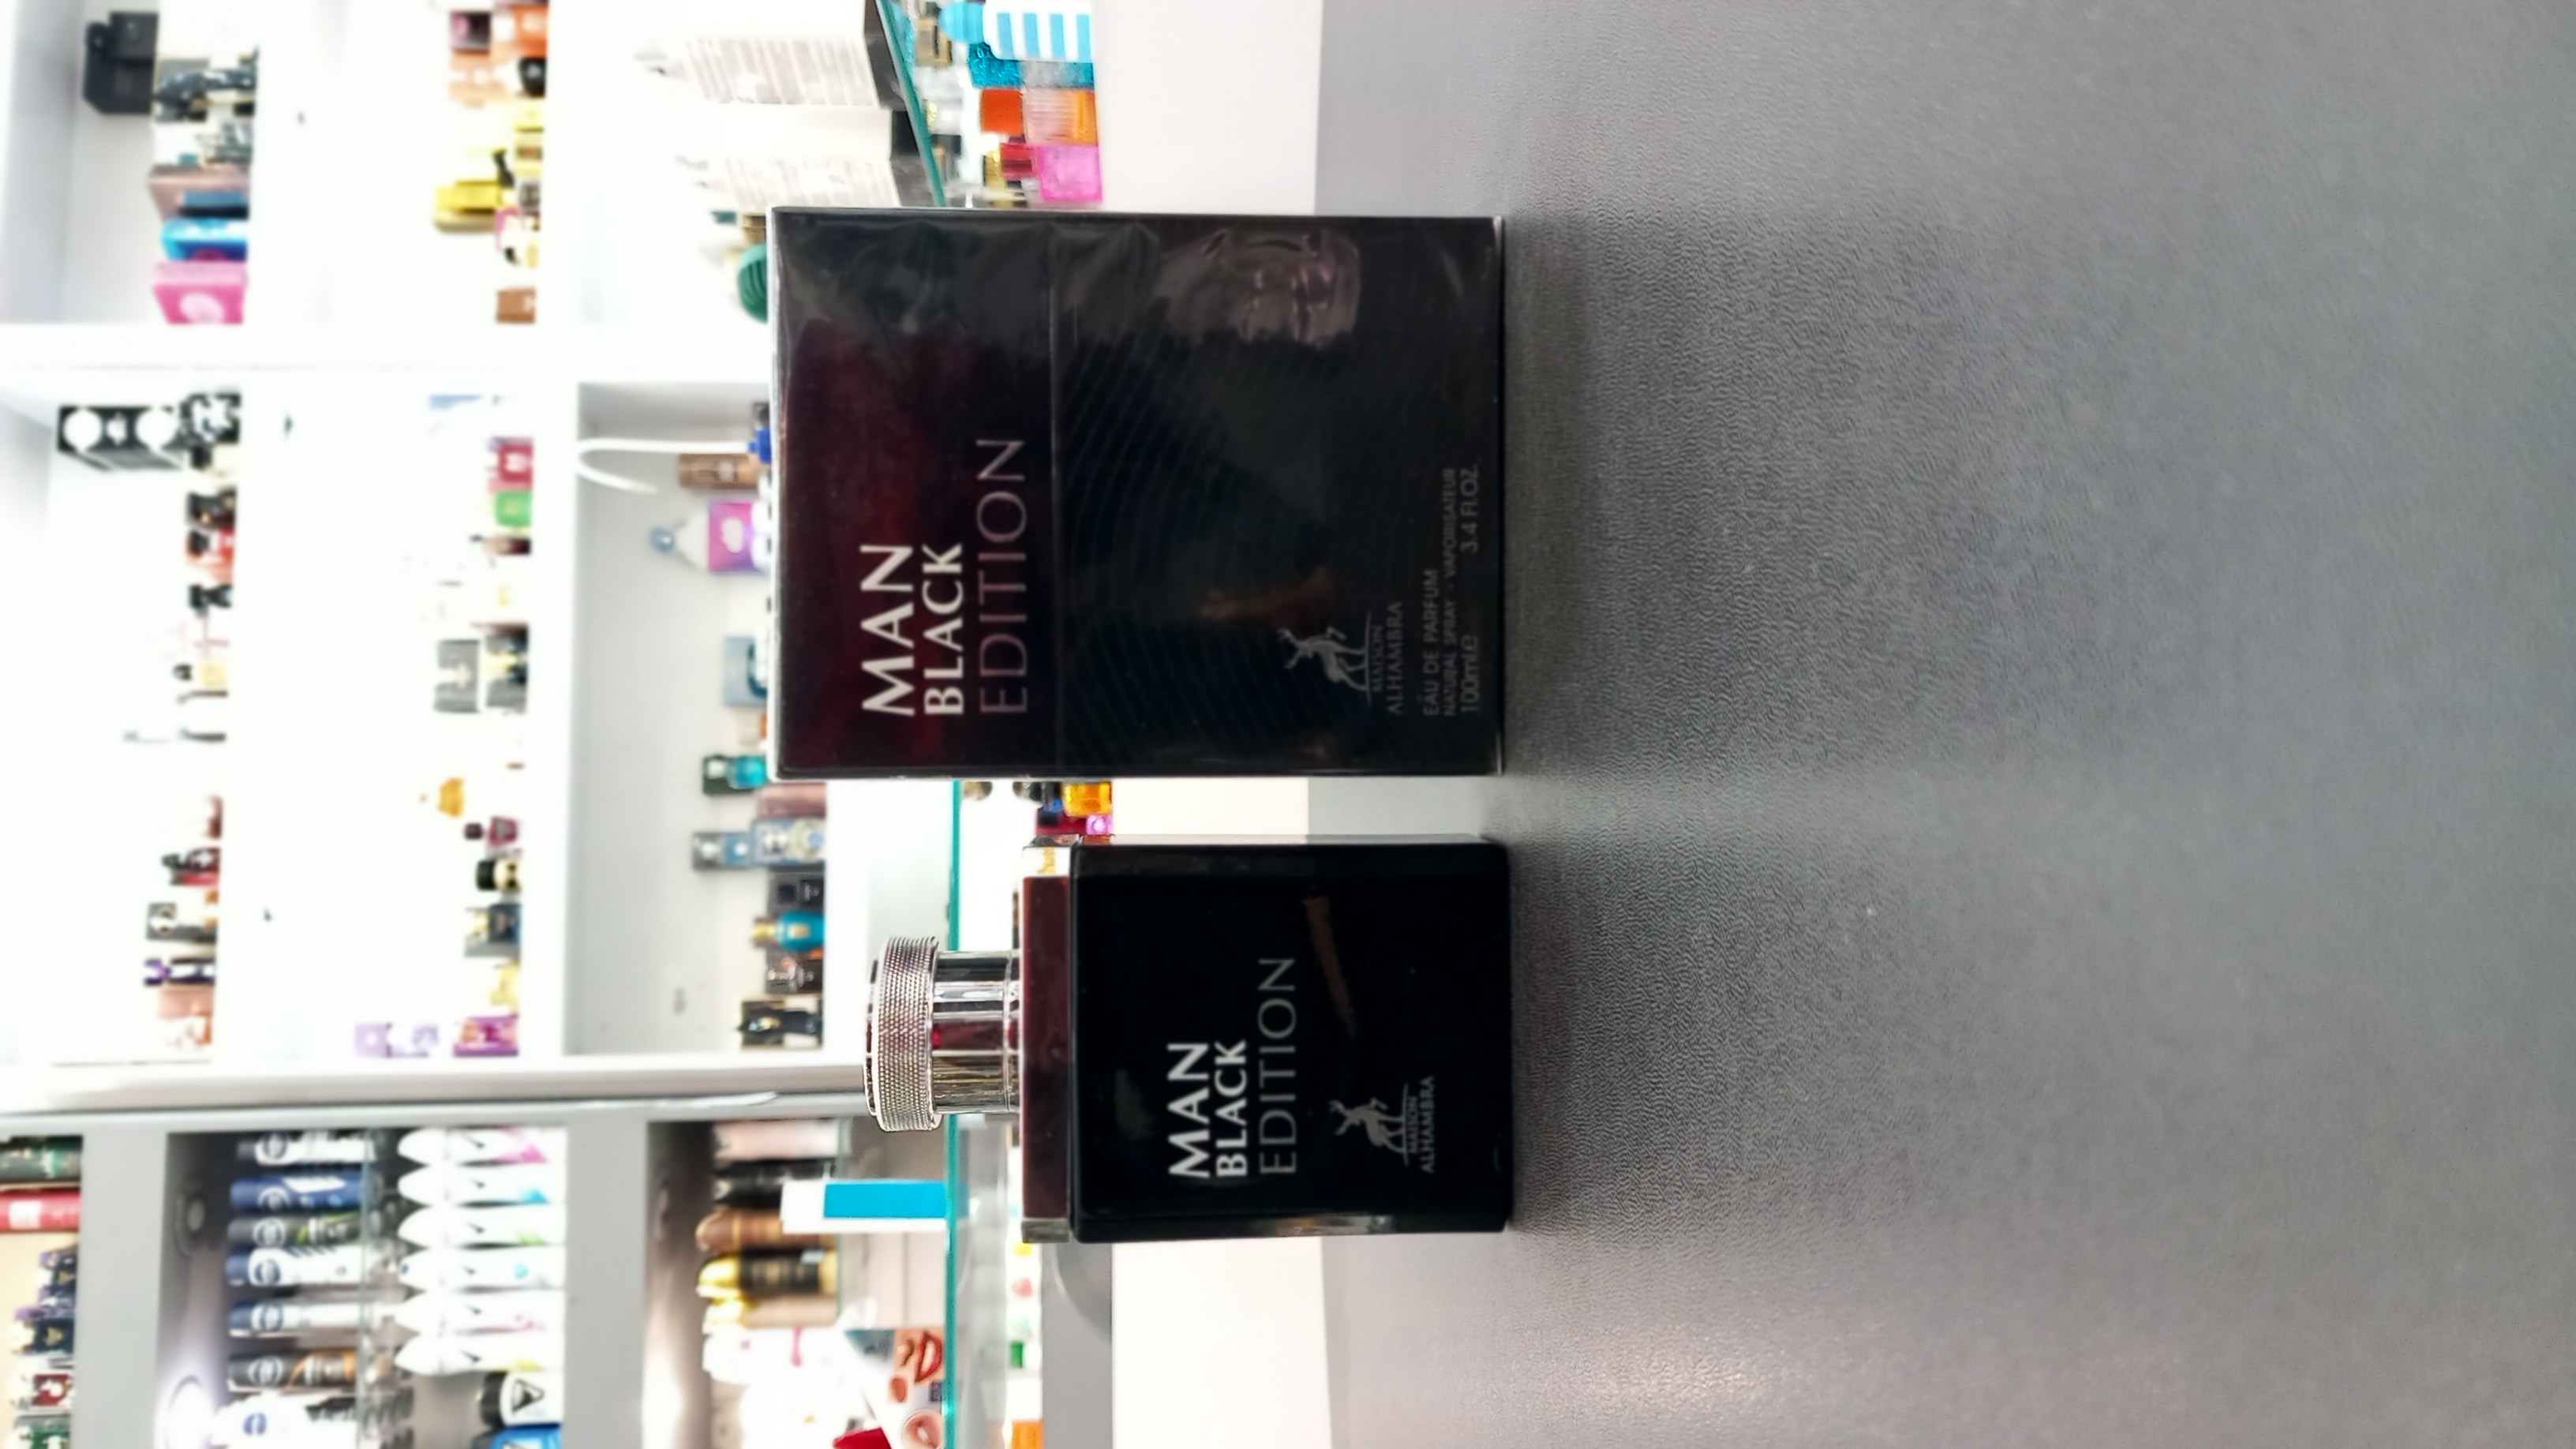 MAN
BLACK
EDITION
MAISON
ALHAMBRA
EAU DE PARFUM
NATURAL SPRAY - VAPORISATEUR
100ml e 3.4 Fl.OZ.
MAN
BLACK
EDITION
MAISON
ALHAMBRA